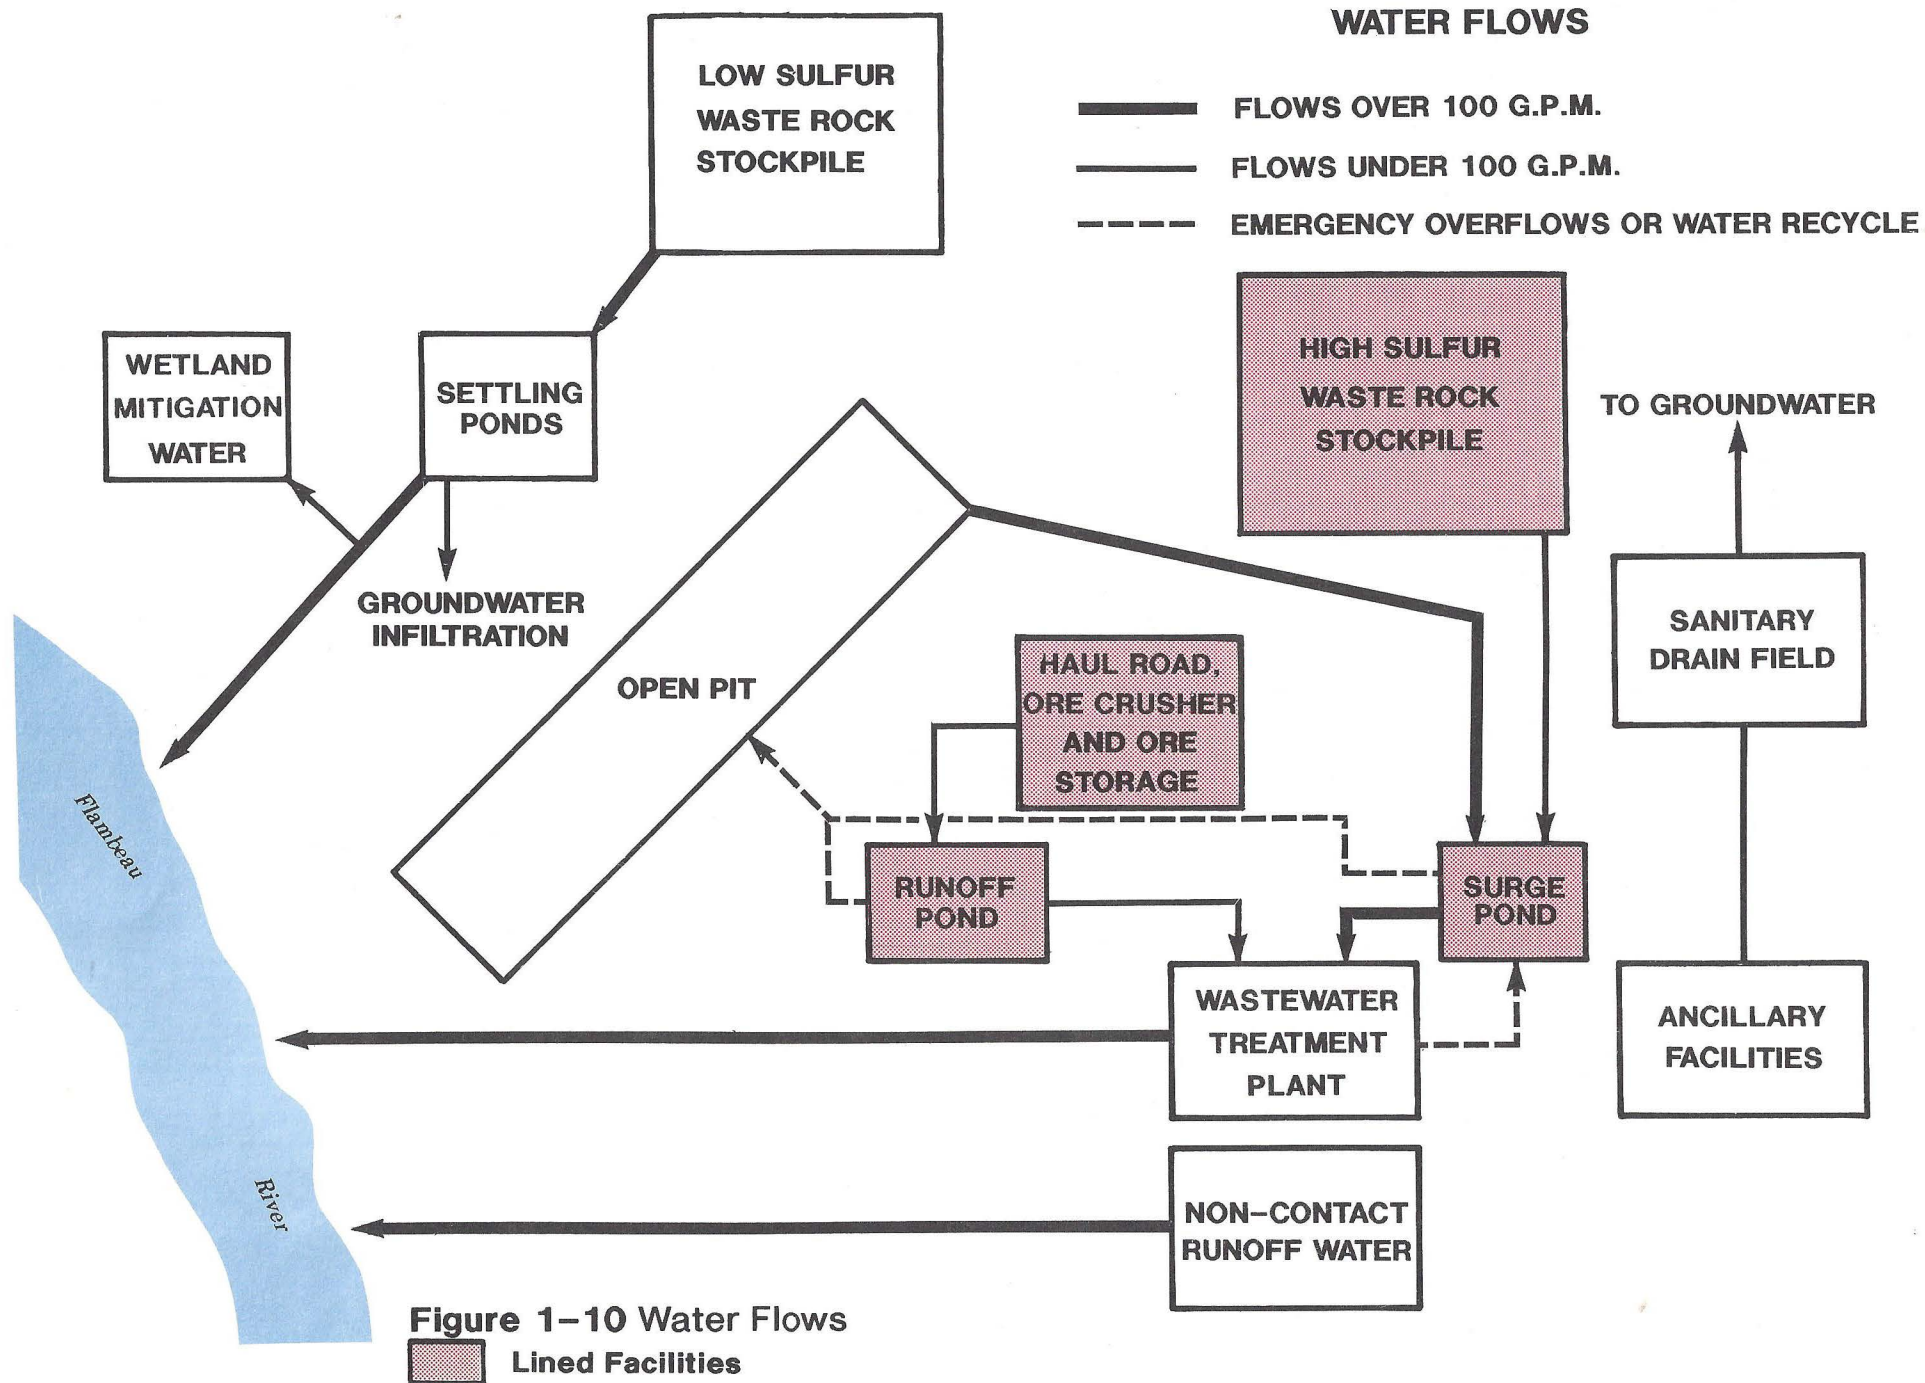 WATER FLOWS
FLOWS OVER 100 G.P.M.
FLOWS UNDER 100 G.P.M.
EMERGENCY OVERFLOWS OR WATER RECYCLE
LOW SULFUR
WASTE ROCK
STOCKPILE
WETLAND
MITIGATION
WATER
SETTLING
PONDS
GROUNDWATER
INFILTRATION
HIGH SULFUR
WASTE ROCK
STOCKPILE
TO GROUNDWATER
OPEN PIT
HAUL ROAD,
ORE CRUSHER
AND ORE
STORAGE
SANITARY
DRAIN FIELD
RUNOFF
POND
SURGE
POND
WASTEWATER
TREATMENT
PLANT
ANCILLARY
FACILITIES
NON-CONTACT
RUNOFF WATER
Flambeau
River
Figure 1-10 Water Flows
Lined Facilities